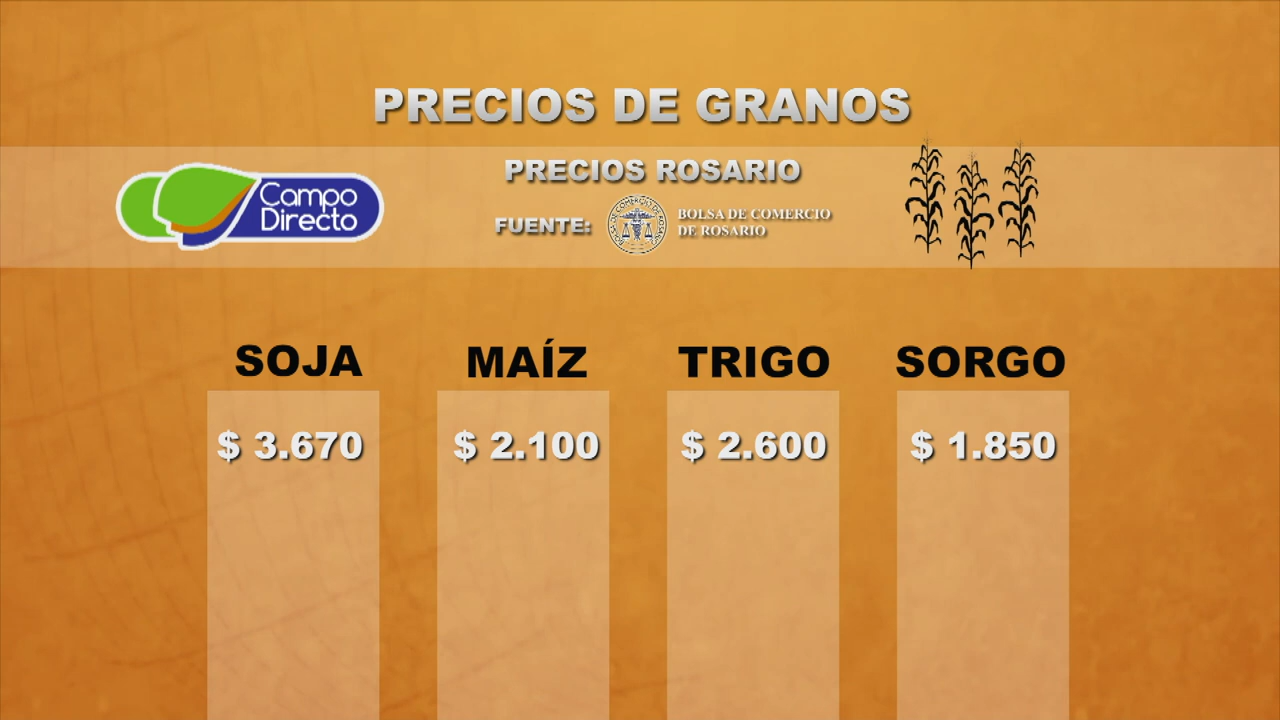 PRECIOS DE GRANOS
Campo
Directo
PRECIOS ROSARIO
FUENTE:
BOLSA DE COMERCIO
DE ROSARIO
SOJA MAÍZ TRIGO SORGO
$ 3.670 $ 2.100 $ 2.600 $ 1.850